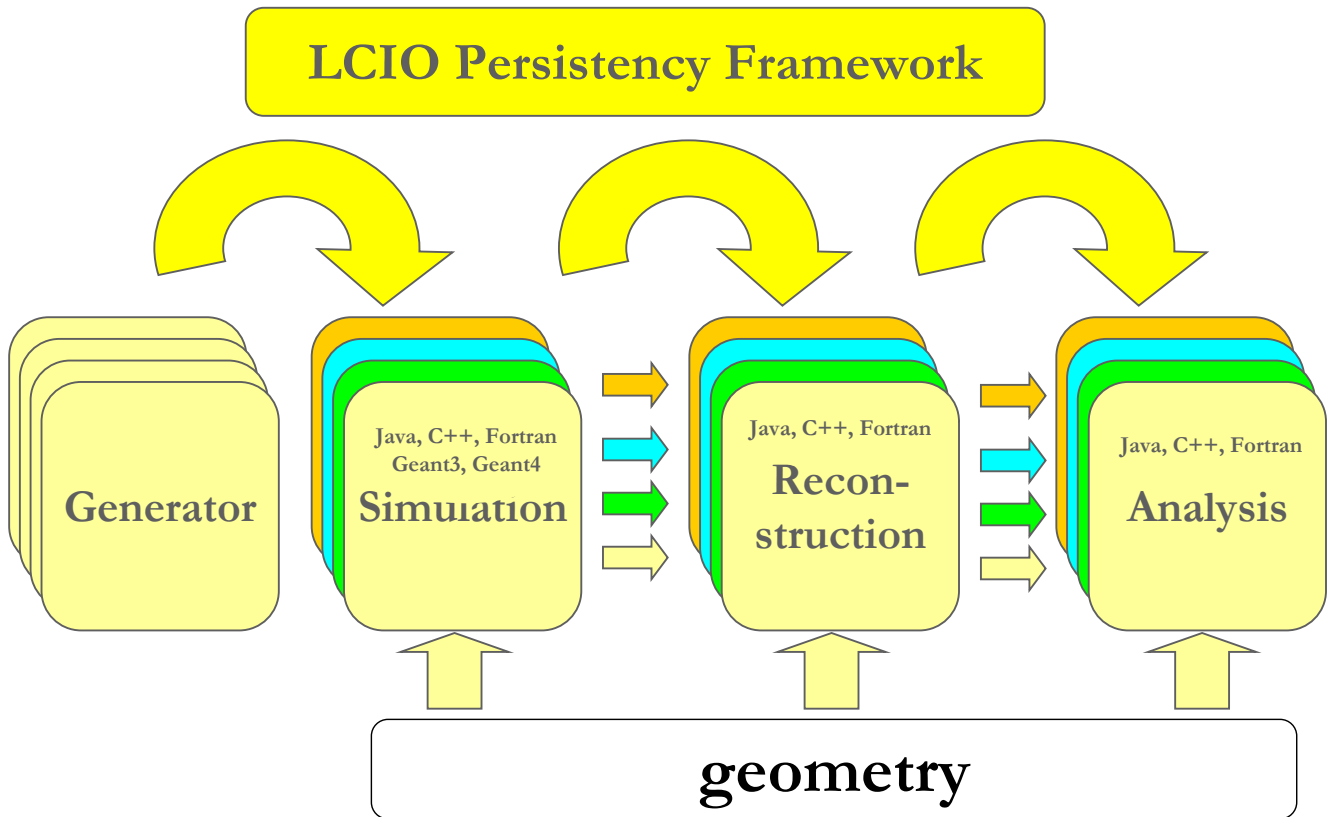 LCIO Persistency Framework
Generator
Java, C++, Fortran
Geant3, Geant4
Simulation
Java, C++, Fortran
Recon-
struction
Java, C++, Fortran
Analysis
geometry